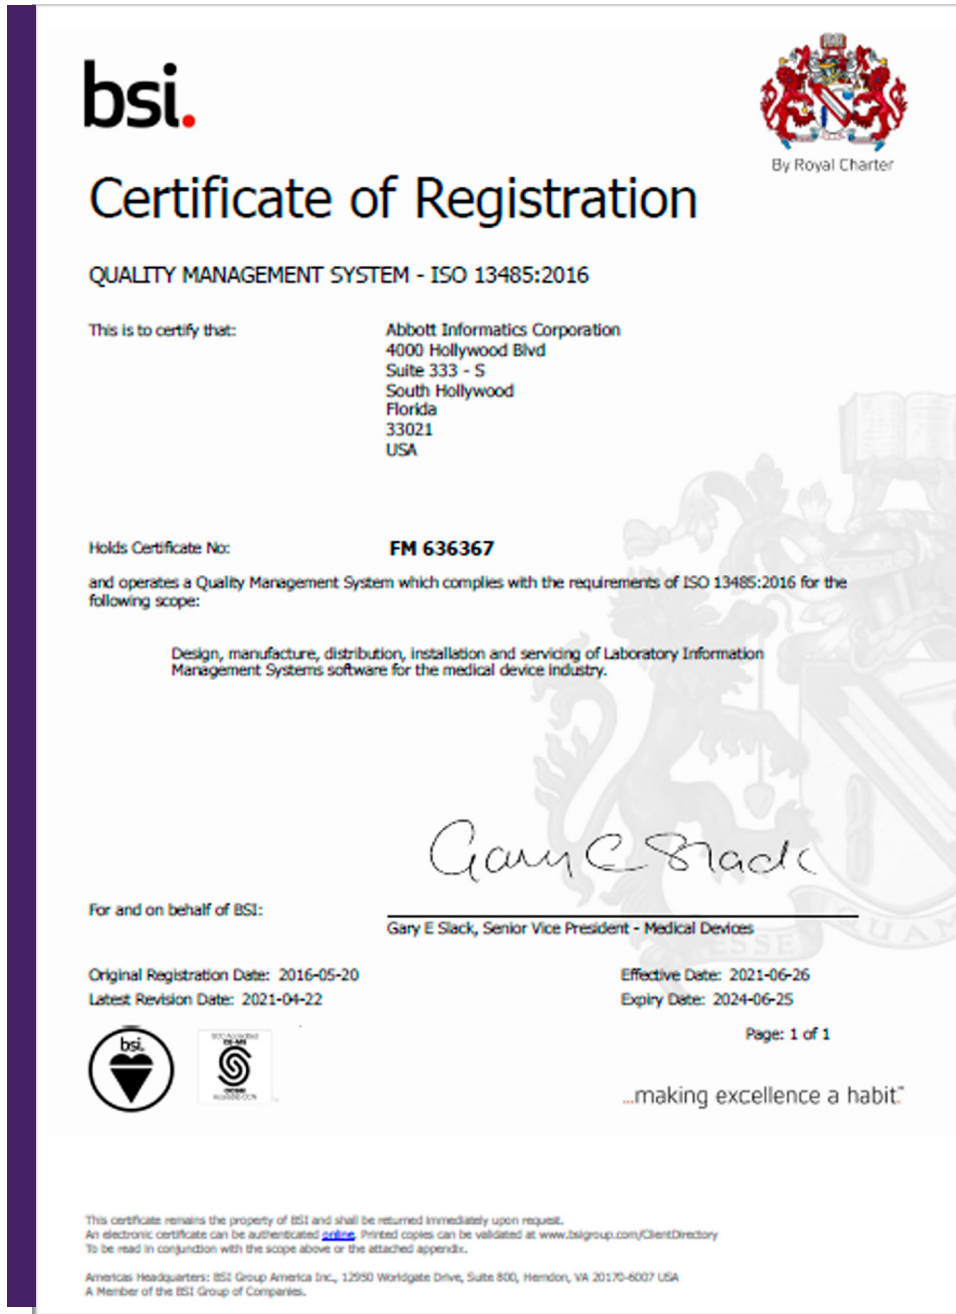 bsi.
By Royal Charter
Certificate of Registration
QUALITY MANAGEMENT SYSTEM - ISO 13485:2016
This is to certify that:
Abbott Informatics Corporation
4000 Hollywood Blvd
Suite 333 - S
South Hollywood
Florida
33021
USA
Holds Certificate No:
FM 636367
and operates a Quality Management System which complies with the requirements of ISO 13485:2016 for the
following scope:
Design, manufacture, distribution, installation and servicing of Laboratory Information
Management Systems software for the medical device industry.
Gary E Slack
For and on behalf of BSI:
Gary E Slack, Senior Vice President - Medical Devices
ESSE
Original Registration Date: 2016-05-20
Effective Date: 2021-06-26
Latest Revision Date: 2021-04-22
Expiry Date: 2024-06-25
Page: 1 of 1
bsi.
...making excellence a habit.™
This certificate remains the property of BSI and shall be returned immediately upon request.
An electronic certificate can be authenticated online. Printed copies can be validated at www.bsigroup.com/ClientDirectory
To be read in conjunction with the scope above or the attached appendix.
Americas Headquarters: BSI Group America Inc., 12950 Worldgate Drive, Suite 800, Herndon, VA 20170-6007 USA
A Member of the BSI Group of Companies.